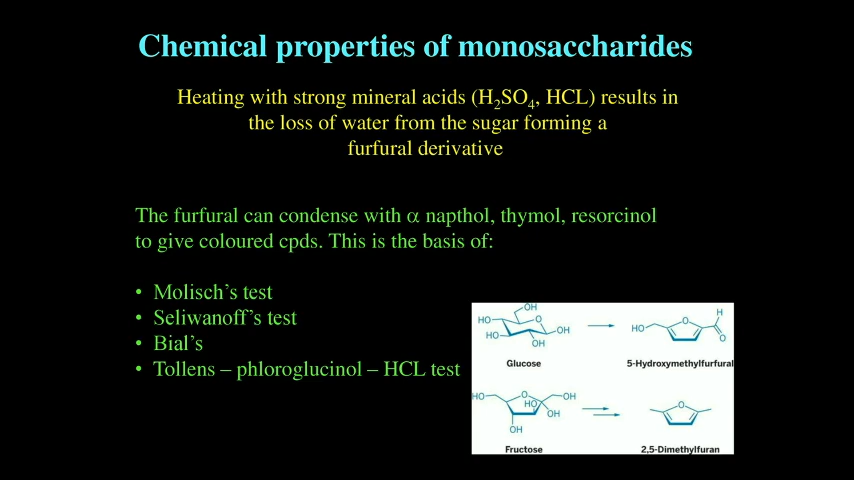 Chemical properties of monosaccharides
Heating with strong mineral acids (H₂SO₄, HCL) results in
the loss of water from the sugar forming a
furfural derivative
The furfural can condense with α napthol, thymol, resorcinol
to give coloured cpds. This is the basis of:
• Molisch’s test
• Seliwanoff’s test
• Bial’s
• Tollens – phloroglucinol – HCL test
OH
HO
O
HO
OH
OH
HO
O
H
O
Glucose
5-Hydroxymethylfurfural
HO
O
OH
HO
OH
OH
O
Fructose
2,5-Dimethylfuran